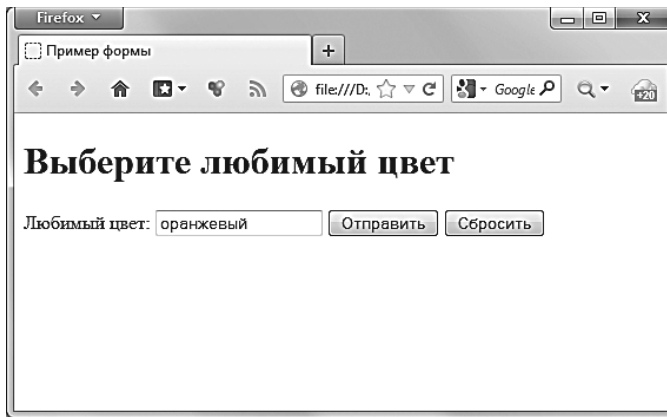 Firefox
Пример формы
file:///D:, Google
+20
Выберите любимый цвет
Любимый цвет: оранжевый Отправить Сбросить